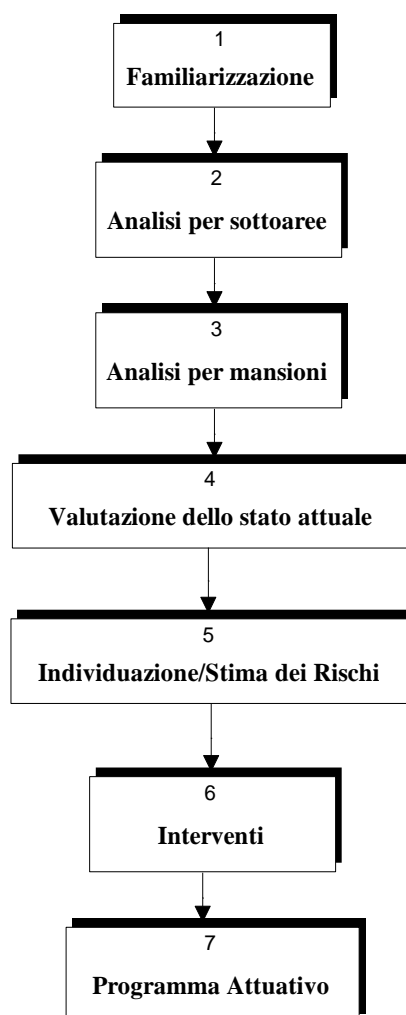 1
Familiarizzazione
2
Analisi per sottoaree
3
Analisi per mansioni
4
Valutazione dello stato attuale
5
Individuazione/Stima dei Rischi
6
Interventi
7
Programma Attuativo